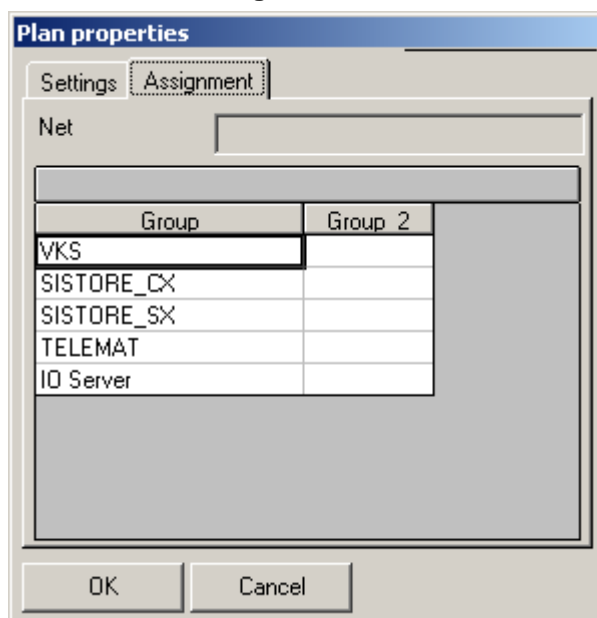 Plan properties
Settings Assignment
Net
Group Group 2
VKS
SISTORE_CX
SISTORE_SX
TELEMAT
IO Server
OK Cancel